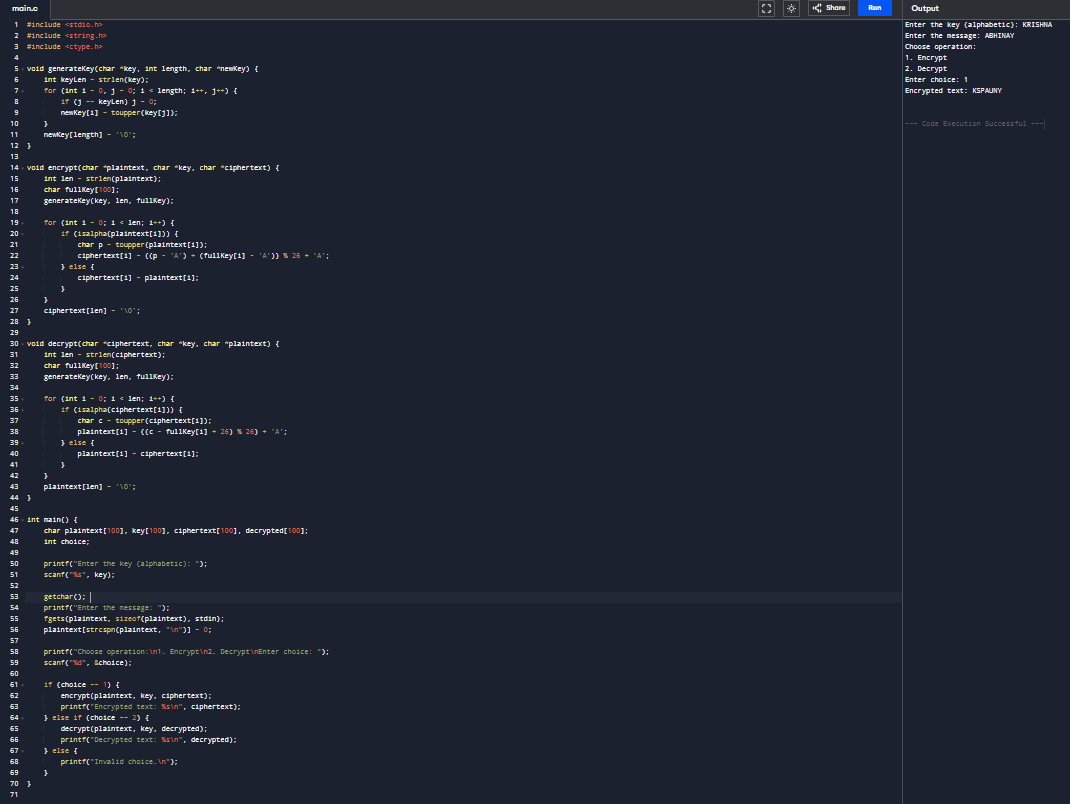 main.c
Share
Run
Output
1 #include <stdio.h>
2 #include <string.h>
3 #include <ctype.h>
4
5 void generateKey(char *key, int length, char *newKey) {
6 int keyLen = strlen(key);
7 for (int i = 0, j = 0; i < length; i++, j++) {
8 if (j == keyLen) j = 0;
9 newKey[i] = toupper(key[j]);
10 }
11 newKey[length] = '\0';
12 }
13
14 void encrypt(char *plaintext, char *key, char *ciphertext) {
15 int len = strlen(plaintext);
16 char fullKey[100];
17 generateKey(key, len, fullKey);
18
19 for (int i = 0; i < len; i++) {
20 if (isalpha(plaintext[i])) {
21 char p = toupper(plaintext[i]);
22 ciphertext[i] = ((p - 'A') + (fullKey[i] - 'A')) % 26 + 'A';
23 } else {
24 ciphertext[i] = plaintext[i];
25 }
26 }
27 ciphertext[len] = '\0';
28 }
29
30 void decrypt(char *ciphertext, char *key, char *plaintext) {
31 int len = strlen(ciphertext);
32 char fullKey[100];
33 generateKey(key, len, fullKey);
34
35 for (int i = 0; i < len; i++) {
36 if (isalpha(ciphertext[i])) {
37 char c = toupper(ciphertext[i]);
38 plaintext[i] = ((c - fullKey[i] + 26) % 26) + 'A';
39 } else {
40 plaintext[i] = ciphertext[i];
41 }
42 }
43 plaintext[len] = '\0';
44 }
45
46 int main() {
47 char plaintext[100], key[100], ciphertext[100], decrypted[100];
48 int choice;
49
50 printf("Enter the key (alphabetic): ");
51 scanf("%s", key);
52
53 getchar();
54 printf("Enter the message: ");
55 fgets(plaintext, sizeof(plaintext), stdin);
56 plaintext[strcspn(plaintext, "\n")] = 0;
57
58 printf("Choose operation:\n1. Encrypt\n2. Decrypt\nEnter choice: ");
59 scanf("%d", &choice);
60
61 if (choice == 1) {
62 encrypt(plaintext, key, ciphertext);
63 printf("Encrypted text: %s\n", ciphertext);
64 } else if (choice == 2) {
65 decrypt(plaintext, key, decrypted);
66 printf("Decrypted text: %s\n", decrypted);
67 } else {
68 printf("Invalid choice.\n");
69 }
70 }
71
Enter the key (alphabetic): KRISHNA
Enter the message: ABHINAY
Choose operation:
1. Encrypt
2. Decrypt
Enter choice: 1
Encrypted text: KSPAUNY
=== Code Execution Successful ===